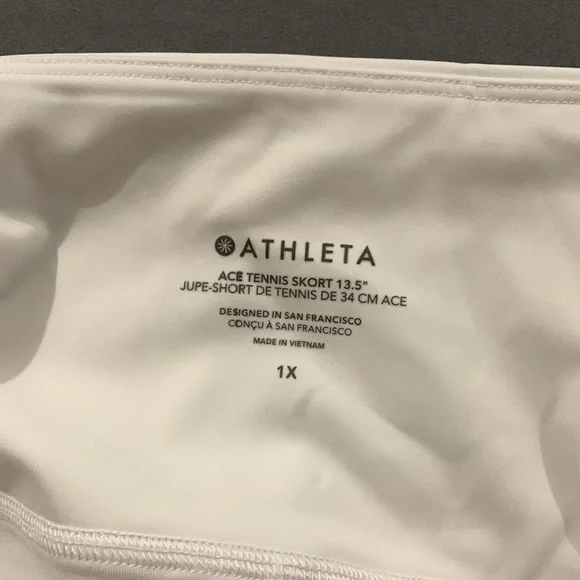 ATHLETA
ACE TENNIS SKORT 13.5"
JUPE-SHORT DE TENNIS DE 34 CM ACE
DESIGNED IN SAN FRANCISCO
CONÇU À SAN FRANCISCO
MADE IN VIETNAM
1X